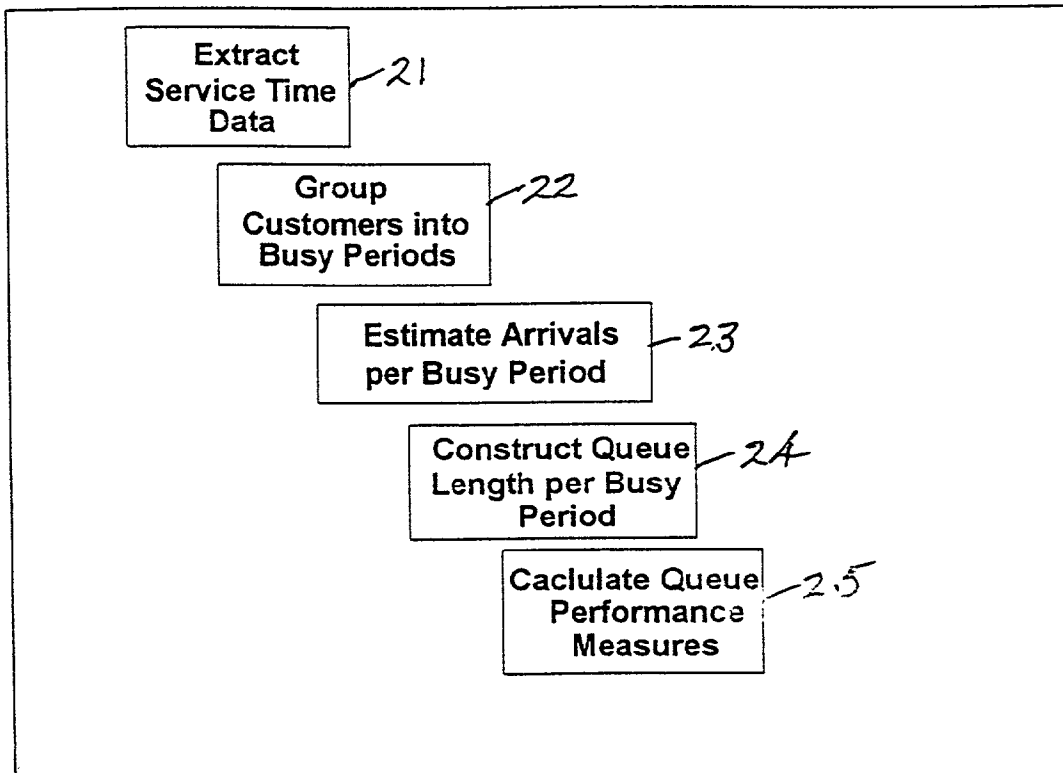 Extract
Service Time
Data
21
Group
Customers into
Busy Periods
22
Estimate Arrivals
per Busy Period
23
Construct Queue
Length per Busy
Period
24
Caclulate Queue
Performance
Measures
25